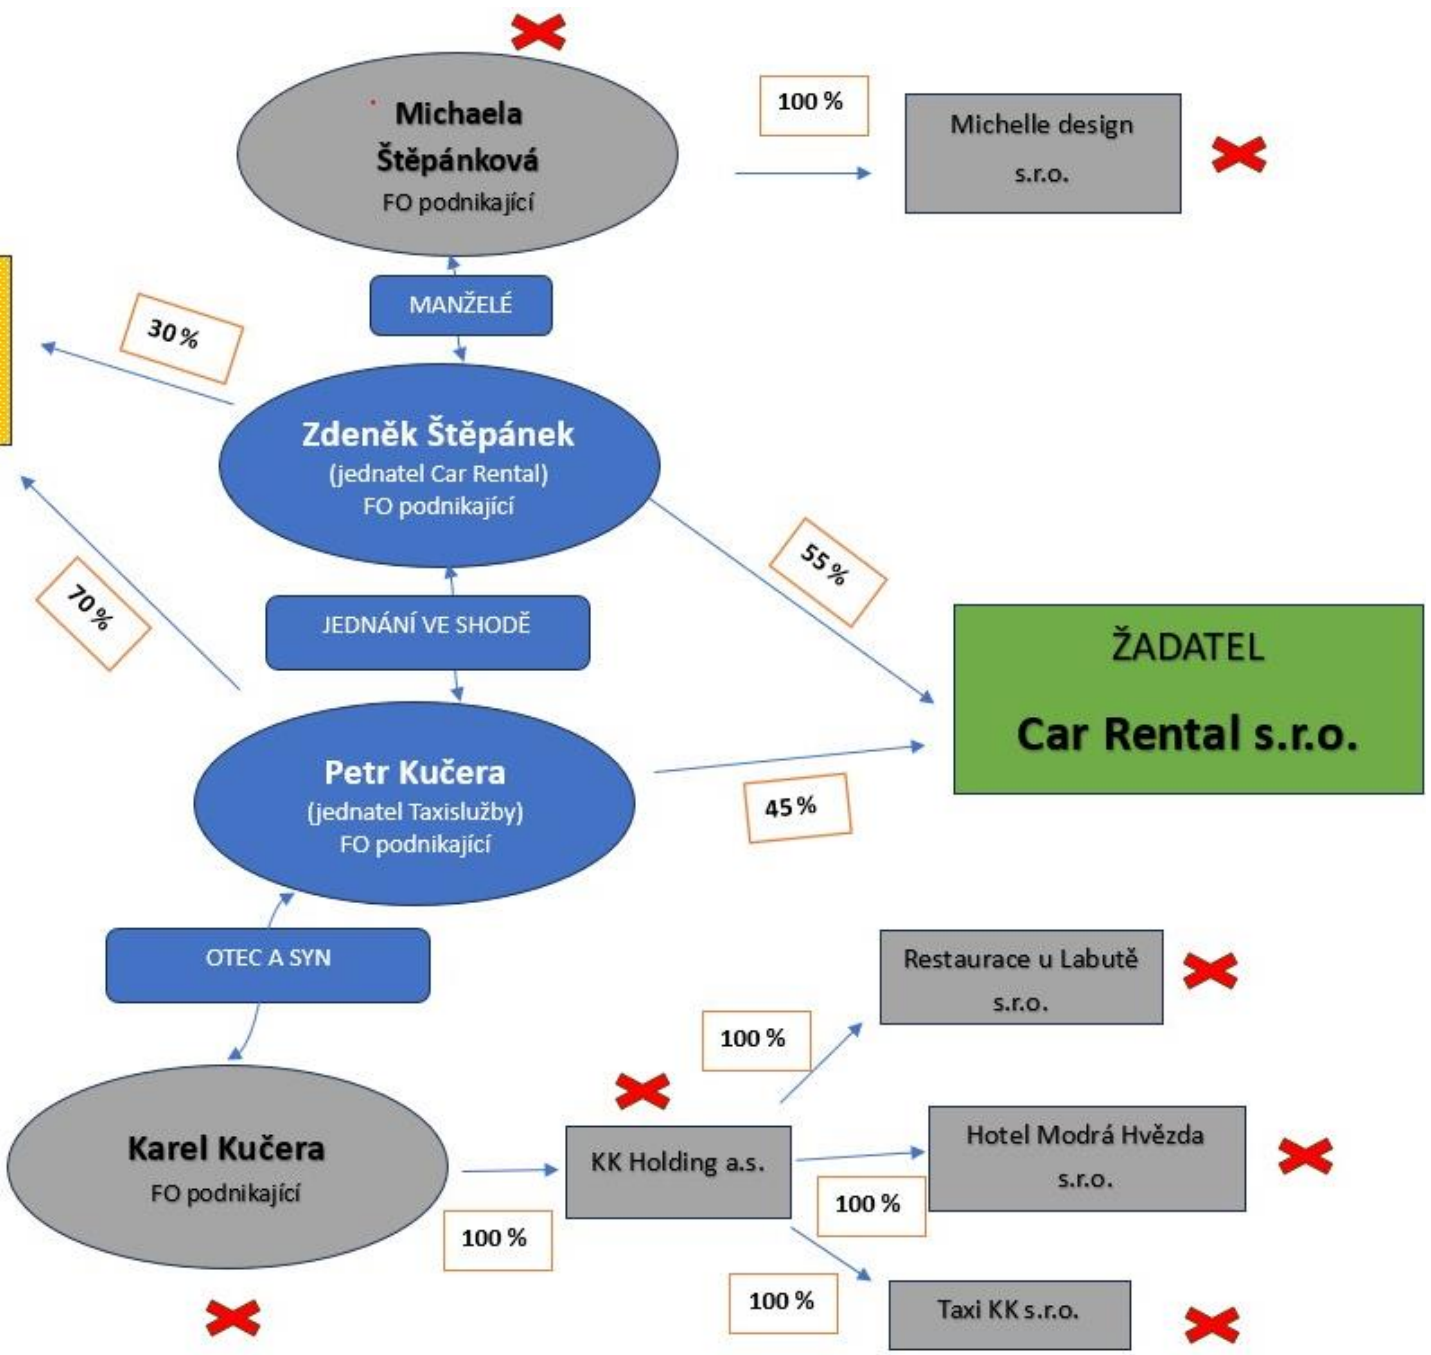 Michaela
Štěpánková
FO podnikající
100 %
Michelle design
s.r.o.
MANŽELÉ
30 %
Zdeněk Štěpánek
(jednatel Car Rental)
FO podnikající
55 %
70 %
JEDNÁNÍ VE SHODĚ
ŽADATEL
Car Rental s.r.o.
Petr Kučera
(jednatel Taxislužby)
FO podnikající
45 %
OTEC A SYN
Restaurace u Labutě
s.r.o.
100 %
Karel Kučera
FO podnikající
100 %
KK Holding a.s.
Hotel Modrá Hvězda
s.r.o.
100 %
100 %
Taxi KK s.r.o.